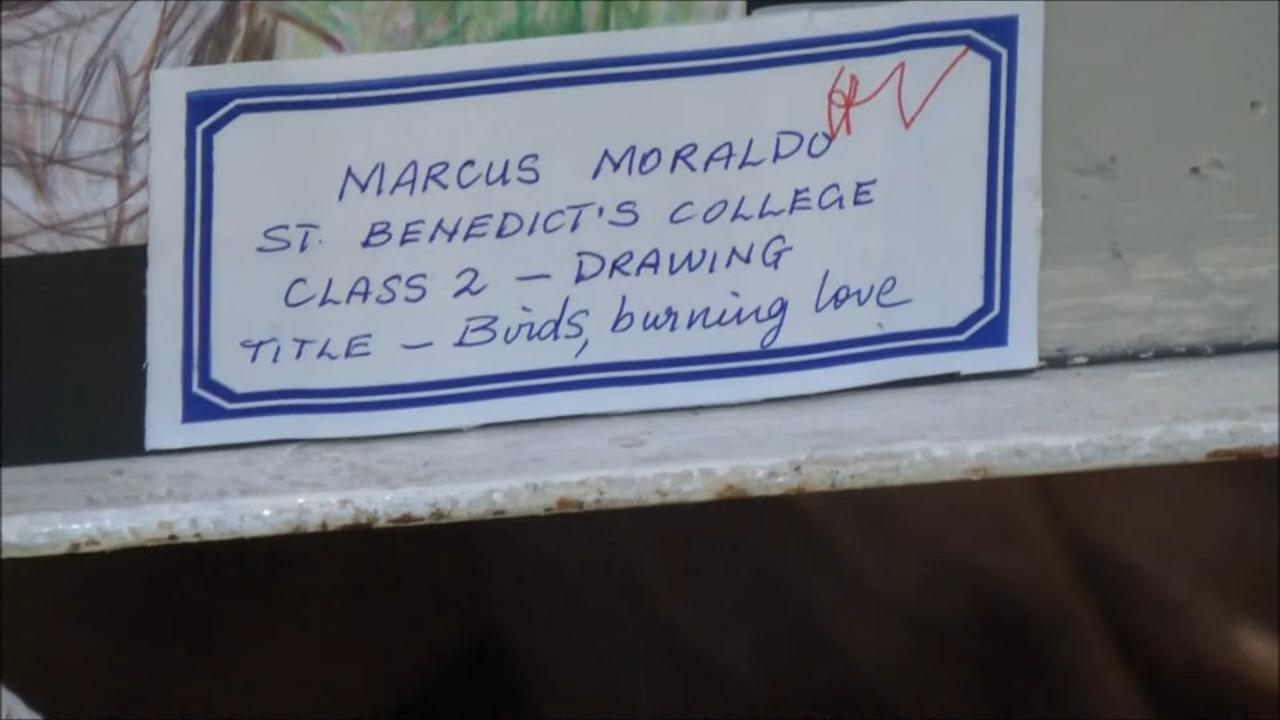 MARCUS MORALDO
ST. BENEDICT'S COLLEGE
CLASS 2 — DRAWING
TITLE — Birds, burning love